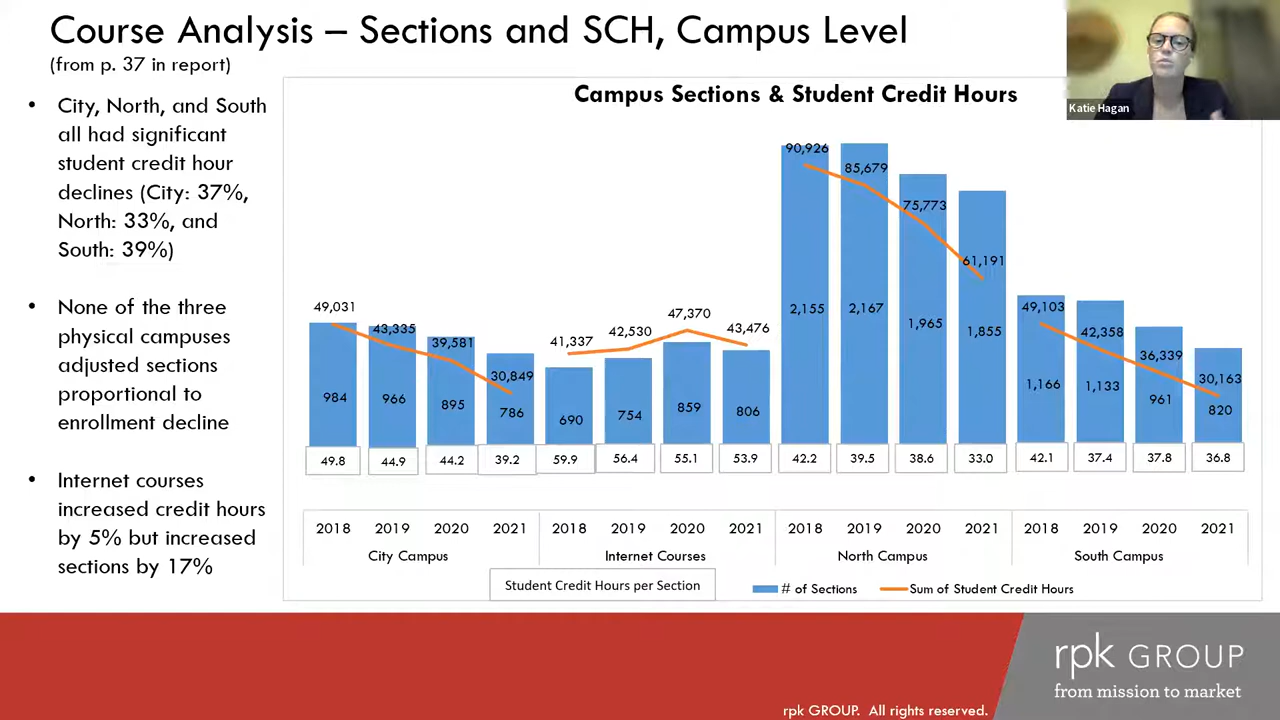 Course Analysis – Sections and SCH, Campus Level
(from p. 37 in report)
Katie Hagan
• City, North, and South
all had significant
student credit hour
declines (City: 37%,
North: 33%, and
South: 39%)
• None of the three
physical campuses
adjusted sections
proportional to
enrollment decline
• Internet courses
increased credit hours
by 5% but increased
sections by 17%
Campus Sections & Student Credit Hours
49,031 43,335 39,581 30,849 41,337 42,530 47,370 43,476 90,926 85,679 75,773 61,191 49,103 42,358 36,339 30,163
984 966 895 786 690 754 859 806 2,155 2,167 1,965 1,855 1,166 1,133 961 820
49.8 44.9 44.2 39.2 59.9 56.4 55.1 53.9 42.2 39.5 38.6 33.0 42.1 37.4 37.8 36.8
2018 2019 2020 2021 2018 2019 2020 2021 2018 2019 2020 2021 2018 2019 2020 2021
City Campus Internet Courses North Campus South Campus
Student Credit Hours per Section
# of Sections Sum of Student Credit Hours
rpk GROUP
from mission to market
rpk GROUP. All rights reserved.